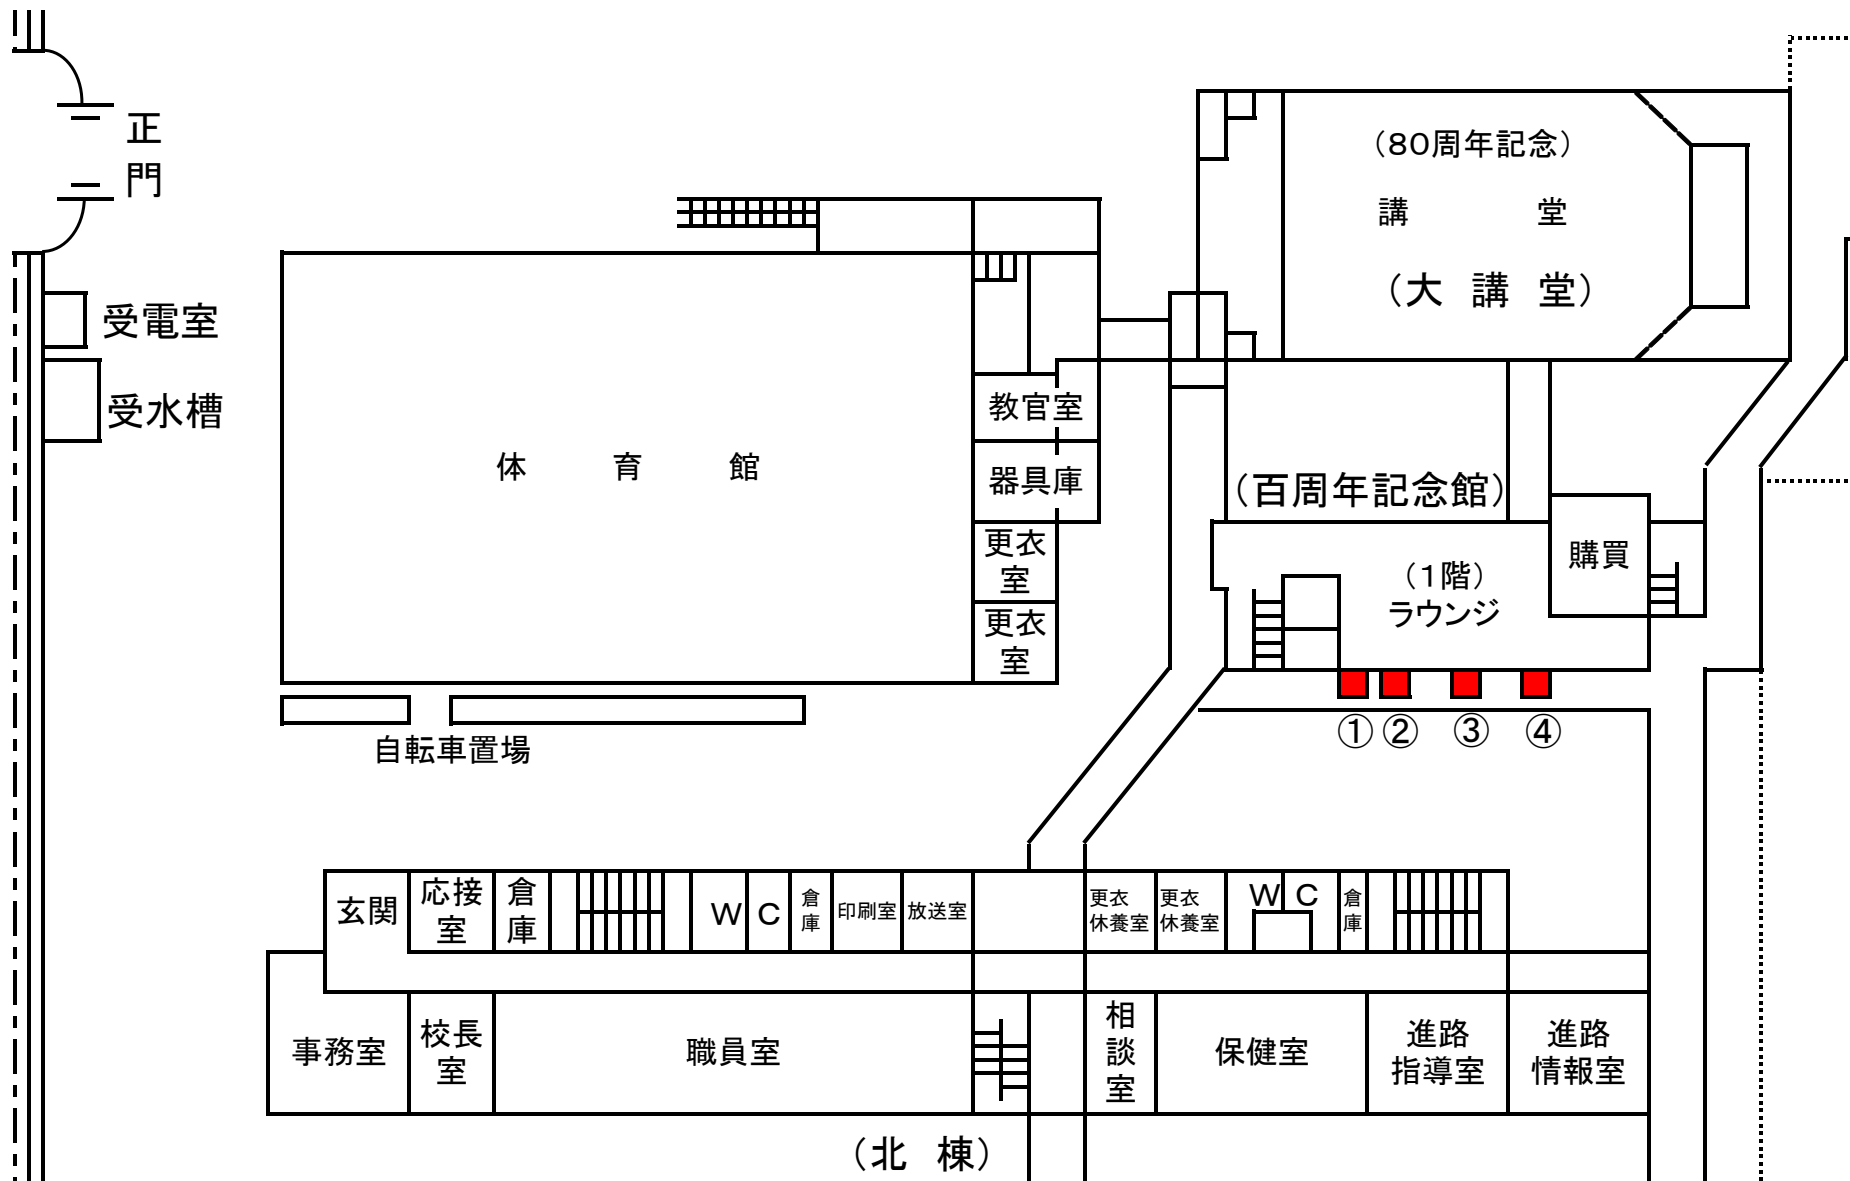 正
門
受電室
受水槽
(80周年記念)
講 堂
(大 講 堂)
体 育 館
教官室
器具庫
更衣
室
更衣
室
(百周年記念館)
購買
(1階)
ラウンジ
① ② ③ ④
自転車置場
玄関
応接
室
倉
庫
W C
倉
庫
印刷室
放送室
更衣
休養室
更衣
休養室
W C
倉
庫
事務室
校長
室
職員室
相
談
室
保健室
進路
指導室
進路
情報室
(北 棟)